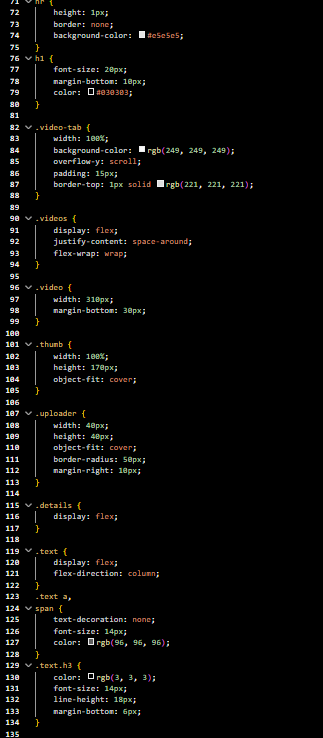 71 hr {
72 height: 1px;
73 border: none;
74 background-color: #e5e5e5;
75 }
76 h1 {
77 font-size: 20px;
78 margin-bottom: 10px;
79 color: #030303;
80 }
81
82 .video-tab {
83 width: 100%;
84 background-color: rgb(249, 249, 249);
85 overflow-y: scroll;
86 padding: 15px;
87 border-top: 1px solid rgb(221, 221, 221);
88 }
89
90 .videos {
91 display: flex;
92 justify-content: space-around;
93 flex-wrap: wrap;
94 }
95
96 .video {
97 width: 310px;
98 margin-bottom: 30px;
99 }
100
101 .thumb {
102 width: 100%;
103 height: 170px;
104 object-fit: cover;
105 }
106
107 .uploader {
108 width: 40px;
109 height: 40px;
110 object-fit: cover;
111 border-radius: 50px;
112 margin-right: 10px;
113 }
114
115 .details {
116 display: flex;
117 }
118
119 .text {
120 display: flex;
121 flex-direction: column;
122 }
123 .text a,
124 span {
125 text-decoration: none;
126 font-size: 14px;
127 color: rgb(96, 96, 96);
128 }
129 .text.h3 {
130 color: rgb(3, 3, 3);
131 font-size: 14px;
132 line-height: 18px;
133 margin-bottom: 6px;
134 }
135